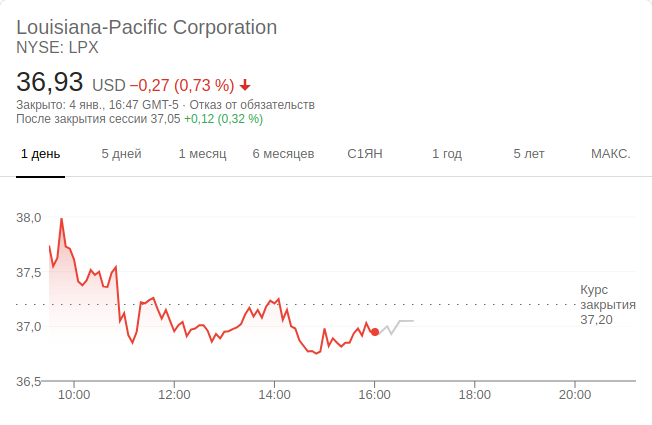 Louisiana-Pacific Corporation
NYSE: LPX
36,93 USD −0,27 (0,73 %)
Закрыто: 4 янв., 16:47 GMT-5 · Отказ от обязательств
После закрытия сессии 37,05 +0,12 (0,32 %)
1 день 5 дней 1 месяц 6 месяцев С1ЯН 1 год 5 лет МАКС.
38,0
37,5
Курс
закрытия
37,20
37,0
36,5
10:00 12:00 14:00 16:00 18:00 20:00